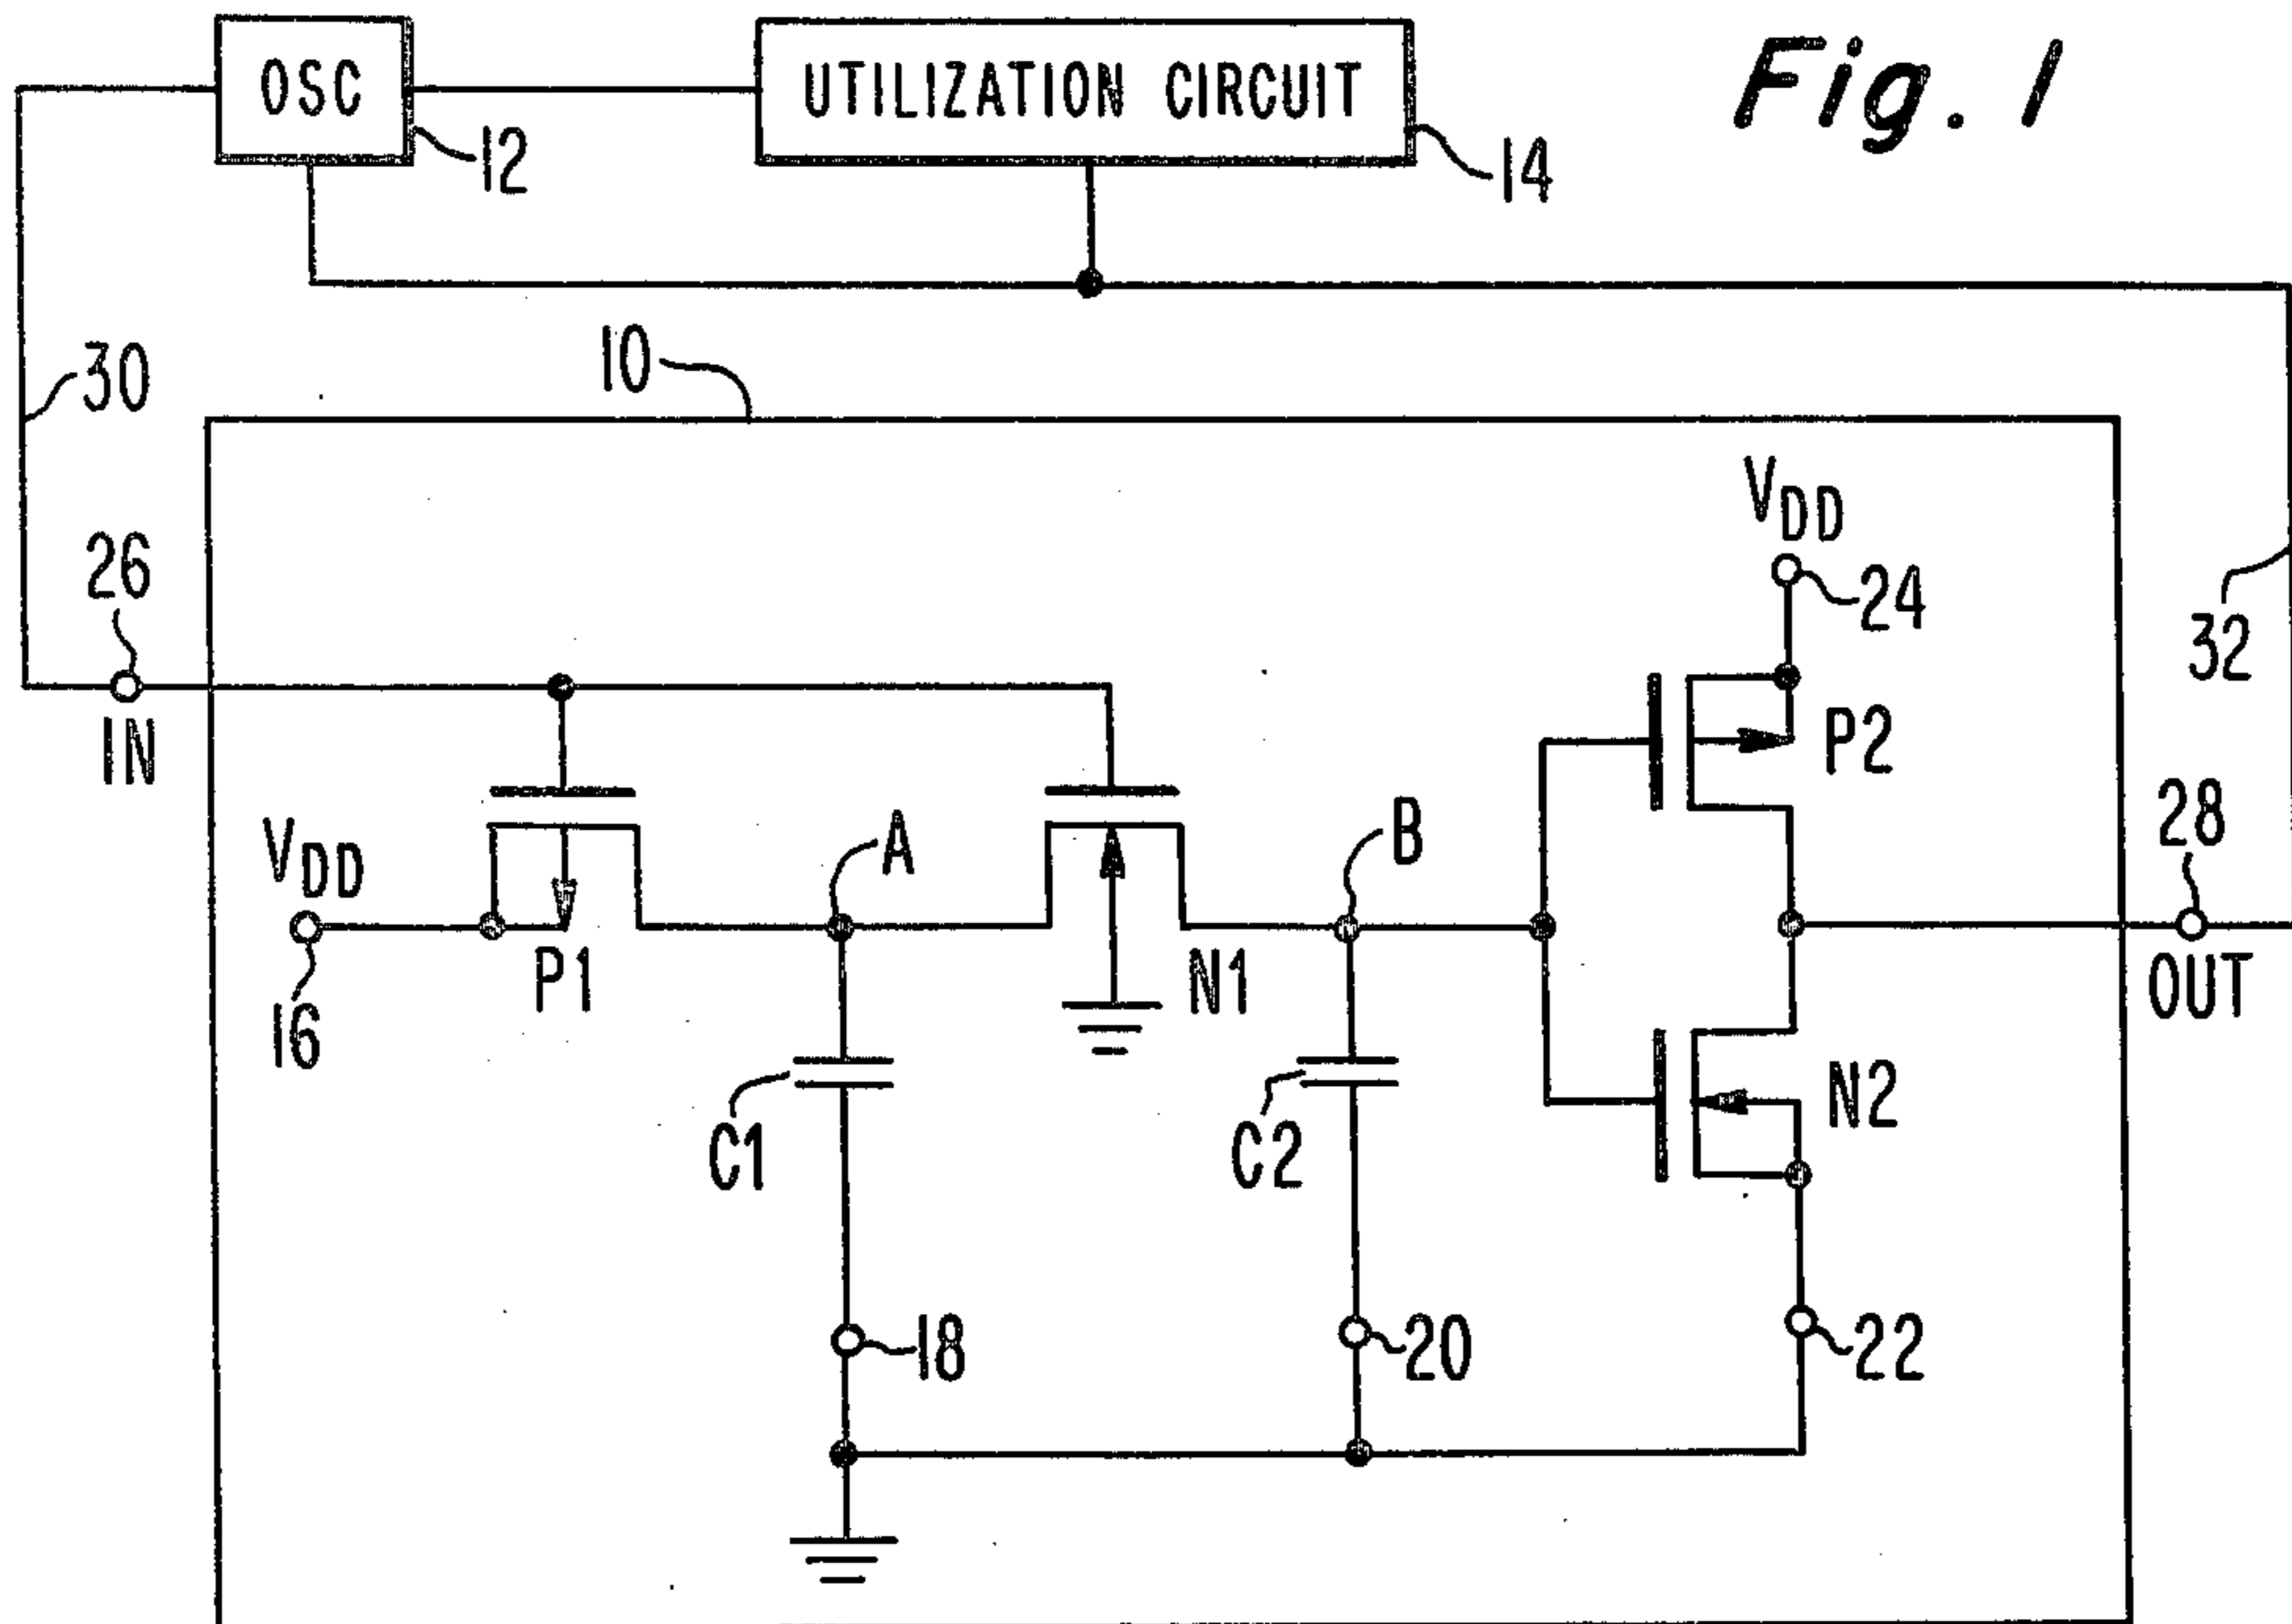 Fig. 1
OSC
UTILIZATION CIRCUIT
12
14
10
30
VDD
26
24
32
IN
P2
28
VDD
A
B
P1
N1
OUT
16
N2
C1
C2
18
20
22